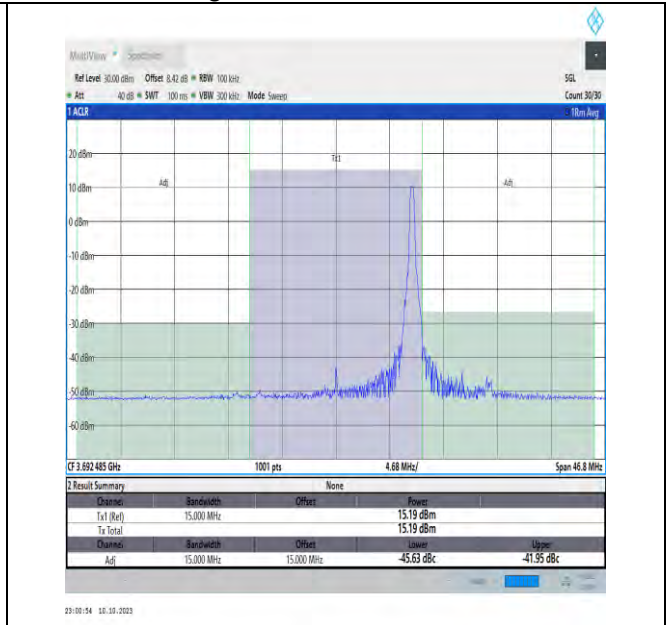 MultiView Spectrum
Ref Level 30.00 dBm Offset 8.42 dB RBW 100 kHz SGL
Att 40 dB SWT 100 ms VBW 300 kHz Mode Sweep Count 30/30
1 ACLR 1Rm Avg
Tx1
20 dBm
Adj Adj
10 dBm
0 dBm
-10 dBm
-20 dBm
-30 dBm
-40 dBm
-50 dBm
-60 dBm
CF 3.692 485 GHz 1001 pts 4.68 MHz/ Span 46.8 MHz
2 Result Summary None
Channel Bandwidth Offset Power
Tx1 (Ref) 15.000 MHz 15.19 dBm
Tx Total 15.19 dBm
Channel Bandwidth Offset Lower Upper
Adj 15.000 MHz 15.000 MHz -45.63 dBc -41.95 dBc
23:00:54 10.10.2023